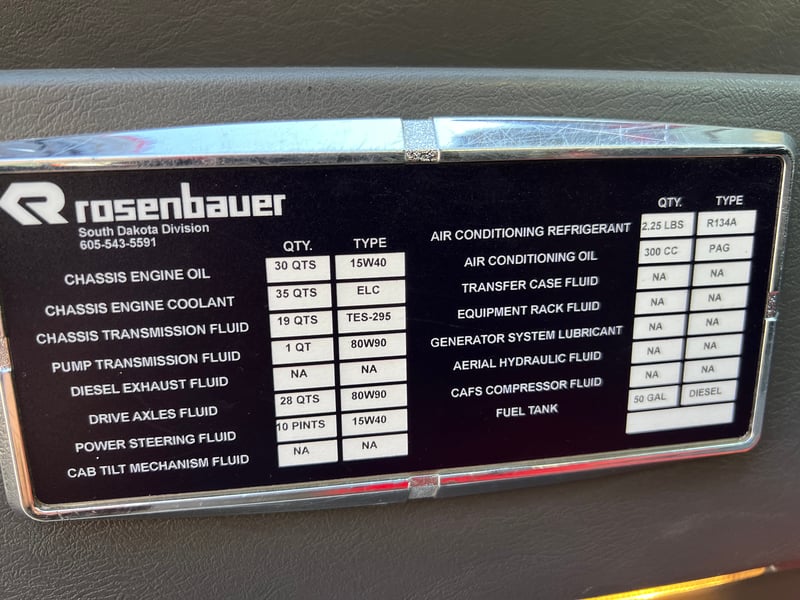 rosenbauer
South Dakota Division
605-543-5591
QTY. TYPE
CHASSIS ENGINE OIL 30 QTS 15W40
CHASSIS ENGINE COOLANT 35 QTS ELC
CHASSIS TRANSMISSION FLUID 19 QTS TES-295
PUMP TRANSMISSION FLUID 1 QT 80W90
DIESEL EXHAUST FLUID NA NA
DRIVE AXLES FLUID 28 QTS 80W90
POWER STEERING FLUID 10 PINTS 15W40
CAB TILT MECHANISM FLUID NA NA
QTY. TYPE
AIR CONDITIONING REFRIGERANT 2.25 LBS R134A
AIR CONDITIONING OIL 300 CC PAG
TRANSFER CASE FLUID NA NA
EQUIPMENT RACK FLUID NA NA
GENERATOR SYSTEM LUBRICANT NA NA
AERIAL HYDRAULIC FLUID NA NA
CAFS COMPRESSOR FLUID NA NA
FUEL TANK 50 GAL DIESEL